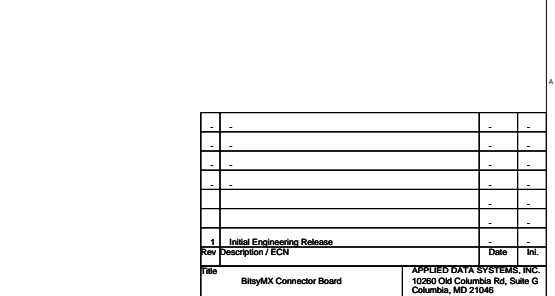 A
- - - -
- - - -
- - - -
- - - -
- -
- -
1 Initial Engineering Release - -
Rev Description / ECN Date Ini.
Title
BitsyMX Connector Board
APPLIED DATA SYSTEMS, INC.
10260 Old Columbia Rd, Suite G
Columbia, MD 21046